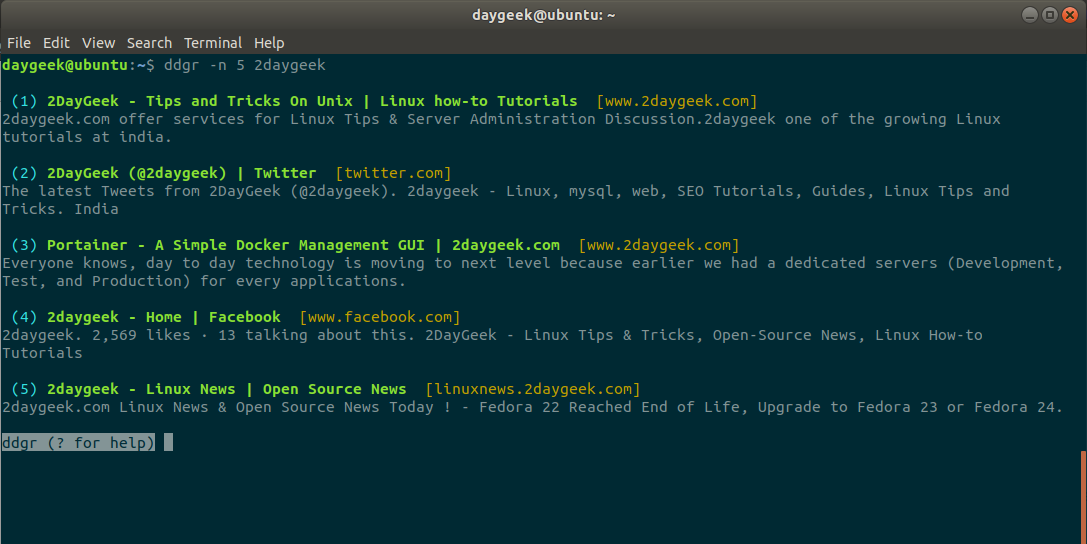 daygeek@ubuntu: ~
File Edit View Search Terminal Help
daygeek@ubuntu:~$ ddgr -n 5 2daygeek
(1) 2DayGeek - Tips and Tricks On Unix | Linux how-to Tutorials [www.2daygeek.com]
2daygeek.com offer services for Linux Tips & Server Administration Discussion.2daygeek one of the growing Linux
tutorials at india.
(2) 2DayGeek (@2daygeek) | Twitter [twitter.com]
The latest Tweets from 2DayGeek (@2daygeek). 2daygeek - Linux, mysql, web, SEO Tutorials, Guides, Linux Tips and
Tricks. India
(3) Portainer - A Simple Docker Management GUI | 2daygeek.com [www.2daygeek.com]
Everyone knows, day to day technology is moving to next level because earlier we had a dedicated servers (Development,
Test, and Production) for every applications.
(4) 2daygeek - Home | Facebook [www.facebook.com]
2daygeek. 2,569 likes · 13 talking about this. 2DayGeek - Linux Tips & Tricks, Open-Source News, Linux How-to
Tutorials
(5) 2daygeek - Linux News | Open Source News [linuxnews.2daygeek.com]
2daygeek.com Linux News & Open Source News Today ! - Fedora 22 Reached End of Life, Upgrade to Fedora 23 or Fedora 24.
ddgr (? for help)